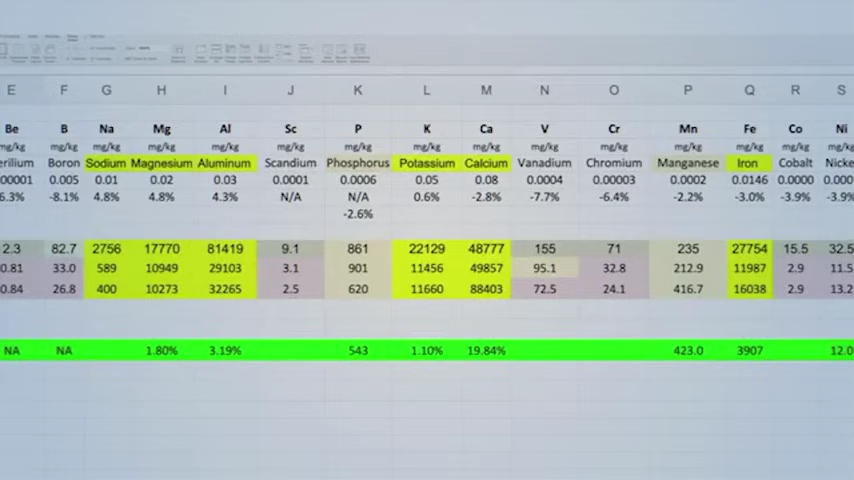 E F G H I J K L M N O P Q R S
Be B Na Mg Al Sc P K Ca V Cr Mn Fe Co Ni
mg/kg mg/kg mg/kg mg/kg mg/kg mg/kg mg/kg mg/kg mg/kg mg/kg mg/kg mg/kg mg/kg mg/kg
erilium Boron Sodium Magnesium Aluminum Scandium Phosphorus Potassium Calcium Vanadium Chromium Manganese Iron Cobalt Nicke
.00001 0.005 0.01 0.02 0.03 0.0001 0.0006 0.05 0.08 0.0004 0.00003 0.0002 0.0146 0.0000 0.000
6.3% -8.1% 4.8% 4.8% 4.3% N/A N/A 0.6% -2.8% -7.7% -6.4% -2.2% -3.0% -3.9% -3.9%
-2.6%
2.3 82.7 2756 17770 81419 9.1 861 22129 48777 155 71 235 27754 15.5 32.5
0.81 33.0 589 10949 29103 3.1 901 11456 49857 95.1 32.8 212.9 11987 2.9 11.5
0.84 26.8 400 10273 32265 2.5 620 11660 88403 72.5 24.1 416.7 16038 2.9 13.2
NA NA 1.80% 3.19% 543 1.10% 19.84% 423.0 3907 12.0